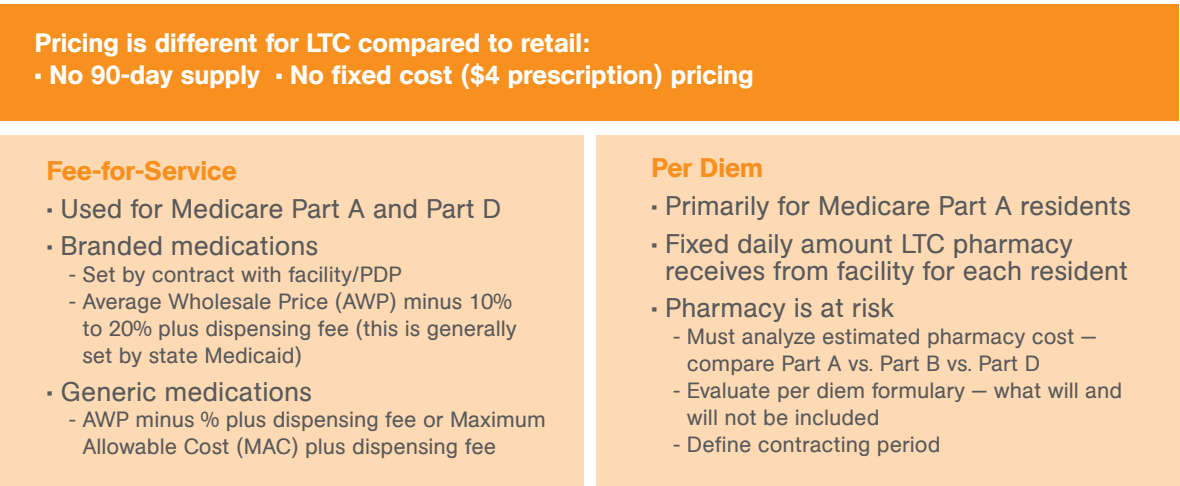 Pricing is different for LTC compared to retail:
▪ No 90-day supply ▪ No fixed cost ($4 prescription) pricing
Fee-for-Service
▪ Used for Medicare Part A and Part D
▪ Branded medications
- Set by contract with facility/PDP
- Average Wholesale Price (AWP) minus 10%
to 20% plus dispensing fee (this is generally
set by state Medicaid)
▪ Generic medications
- AWP minus % plus dispensing fee or Maximum
Allowable Cost (MAC) plus dispensing fee
Per Diem
▪ Primarily for Medicare Part A residents
▪ Fixed daily amount LTC pharmacy
receives from facility for each resident
▪ Pharmacy is at risk
- Must analyze estimated pharmacy cost —
compare Part A vs. Part B vs. Part D
- Evaluate per diem formulary — what will and
will not be included
- Define contracting period